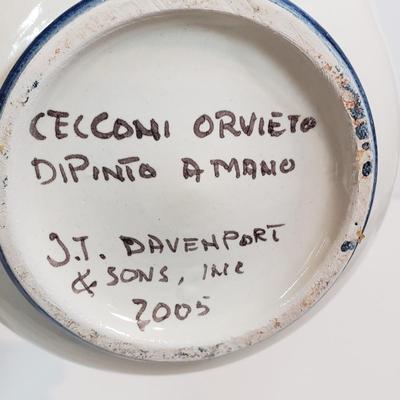 CECCONI ORVIETO
DIPINTO A MANO
J.T. DAVENPORT
& SONS, INC
2005